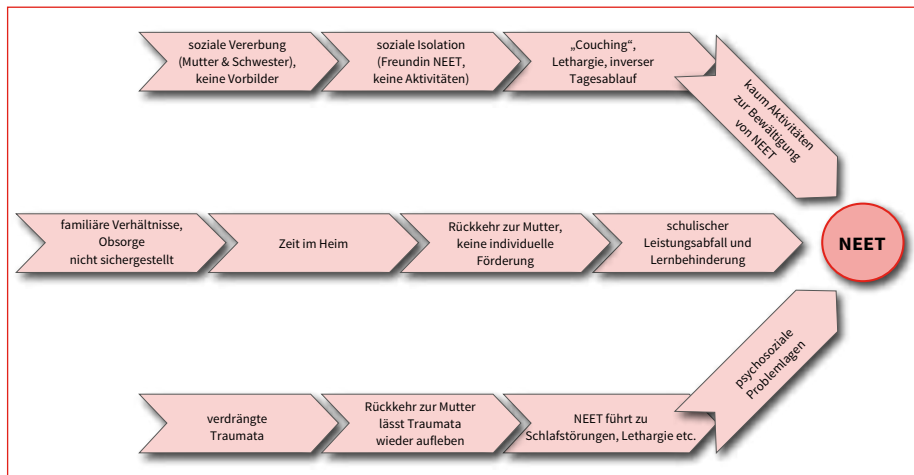 soziale Vererbung
(Mutter & Schwester),
keine Vorbilder
soziale Isolation
(Freundin NEET,
keine Aktivitäten)
„Couching“,
Lethargie, inverser
Tagesablauf
kaum Aktivitäten
zur Bewältigung
von NEET
familiäre Verhältnisse,
Obsorge
nicht sichergestellt
Zeit im Heim
Rückkehr zur Mutter,
keine individuelle
Förderung
schulischer
Leistungsabfall und
Lernbehinderung
NEET
verdrängte
Traumata
Rückkehr zur Mutter
lässt Traumata
wieder aufleben
NEET führt zu
Schlafstörungen, Lethargie etc.
psychosoziale
Problemlagen